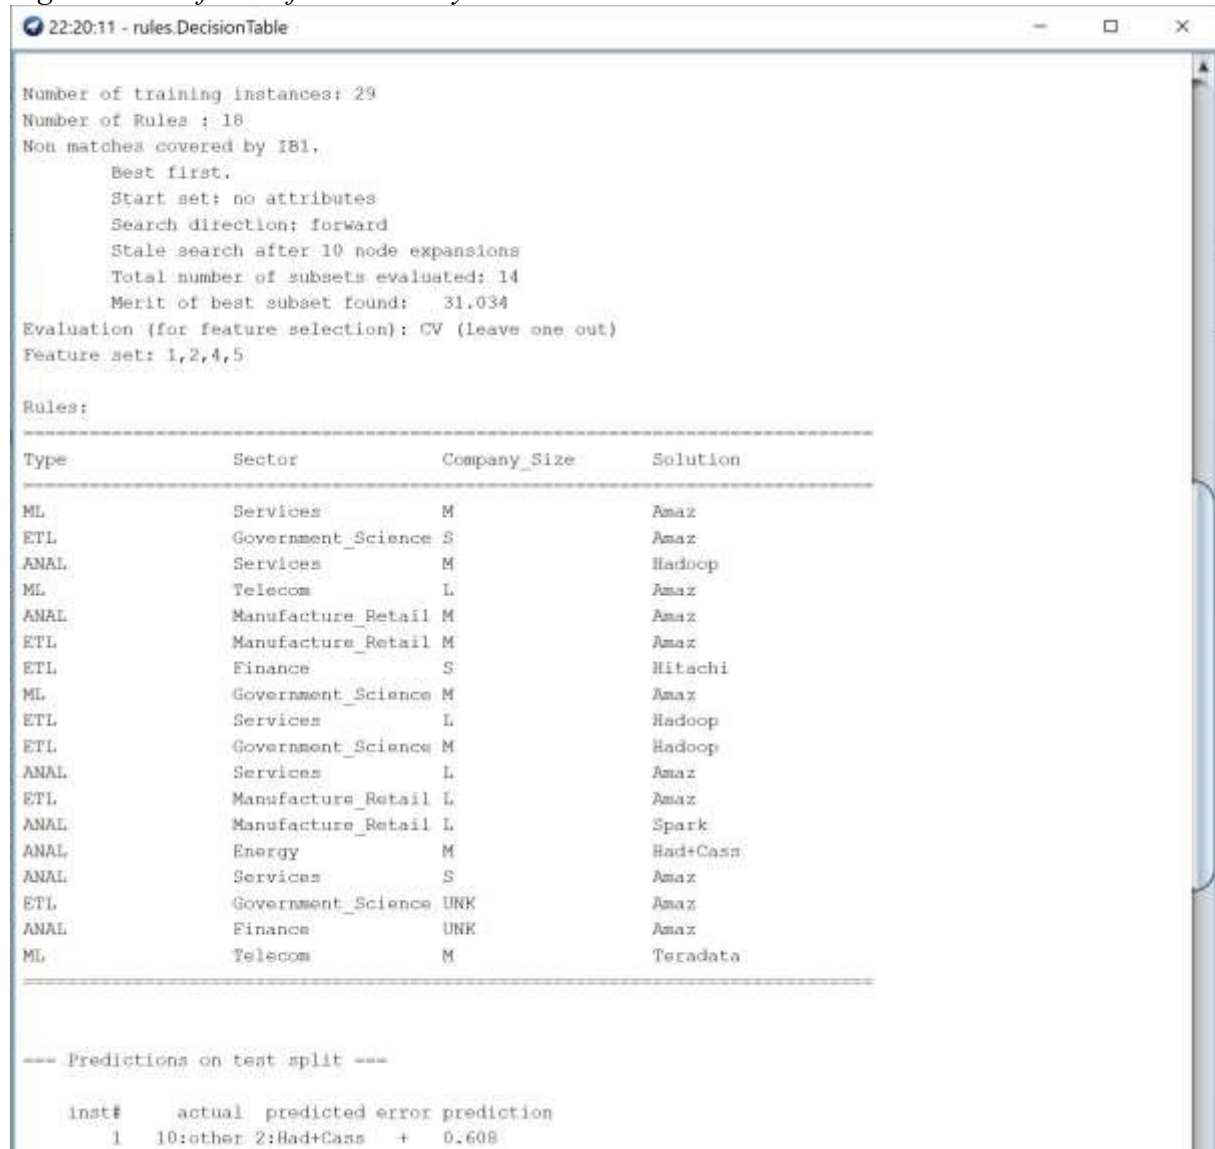 22:20:11 - rules.DecisionTable
Number of training instances: 29
Number of Rules : 18
Non matches covered by IB1.
Best first.
Start set: no attributes
Search direction: forward
Stale search after 10 node expansions
Total number of subsets evaluated: 14
Merit of best subset found: 31.034
Evaluation (for feature selection): CV (leave one out)
Feature set: 1,2,4,5
Rules:
================================================================================
Type Sector Company_Size Solution
================================================================================
ML Services M Amaz
ETL Government_Science S Amaz
ANAL Services M Hadoop
ML Telecom L Amaz
ANAL Manufacture_Retail M Amaz
ETL Manufacture_Retail M Amaz
ETL Finance S Hitachi
ML Government_Science M Amaz
ETL Services L Hadoop
ETL Government_Science M Hadoop
ANAL Services L Amaz
ETL Manufacture_Retail L Amaz
ANAL Manufacture_Retail L Spark
ANAL Energy M Had+Cass
ANAL Services S Amaz
ETL Government_Science UNK Amaz
ANAL Finance UNK Amaz
ML Telecom M Teradata
================================================================================
=== Predictions on test split ===
inst# actual predicted error prediction
1 10:other 2:Had+Cass + 0.608